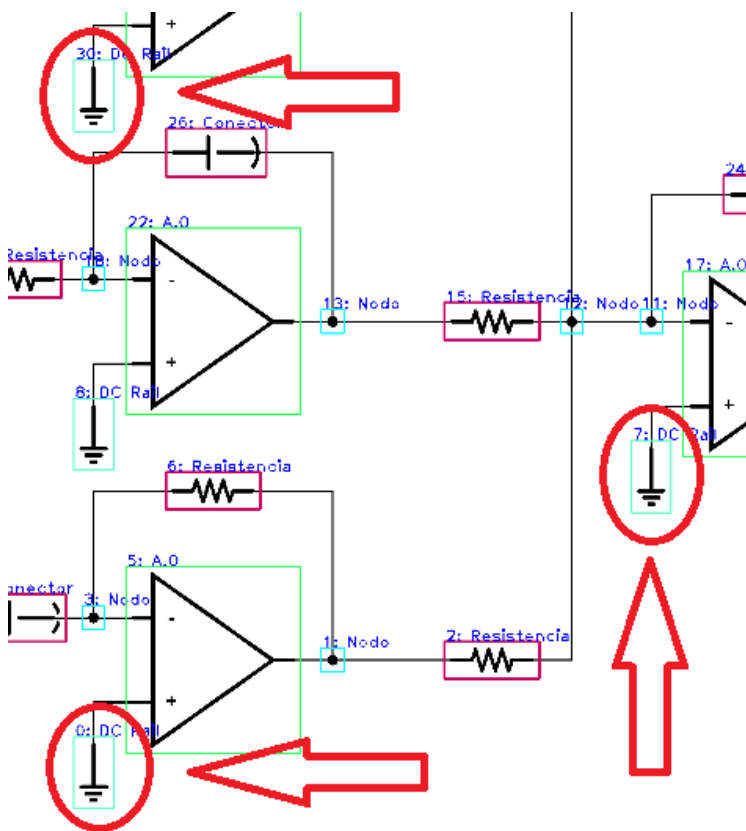 +
30: DC Rail
26: Conector
24
22: A.O
Resistencia
Nodo
-
17: A.O
13: Nodo
15: Resistencia
12: Nodo
11: Nodo
-
+
8: DC Rail
+
7: DC Rail
6: Resistencia
5: A.O
onector
3: Nodo
-
1: Nodo
2: Resistencia
+
0: DC Rail